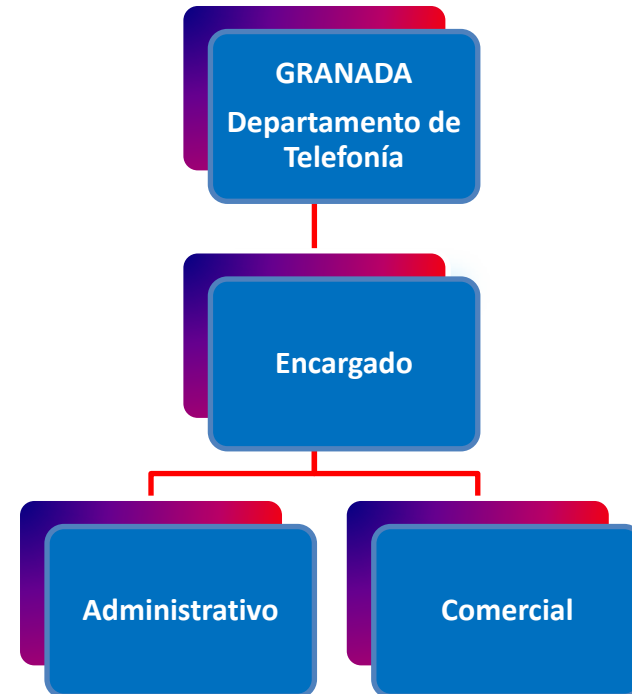 GRANADA
Departamento de
Telefonía
Encargado
Administrativo
Comercial